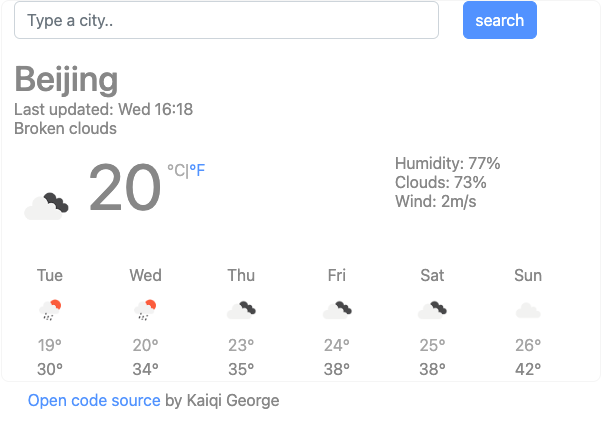 Type a city..
search
Beijing
Last updated: Wed 16:18
Broken clouds
20 °C|°F
Humidity: 77%
Clouds: 73%
Wind: 2m/s
Tue Wed Thu Fri Sat Sun
19° 20° 23° 24° 25° 26°
30° 34° 35° 38° 38° 42°
Open code source by Kaiqi George